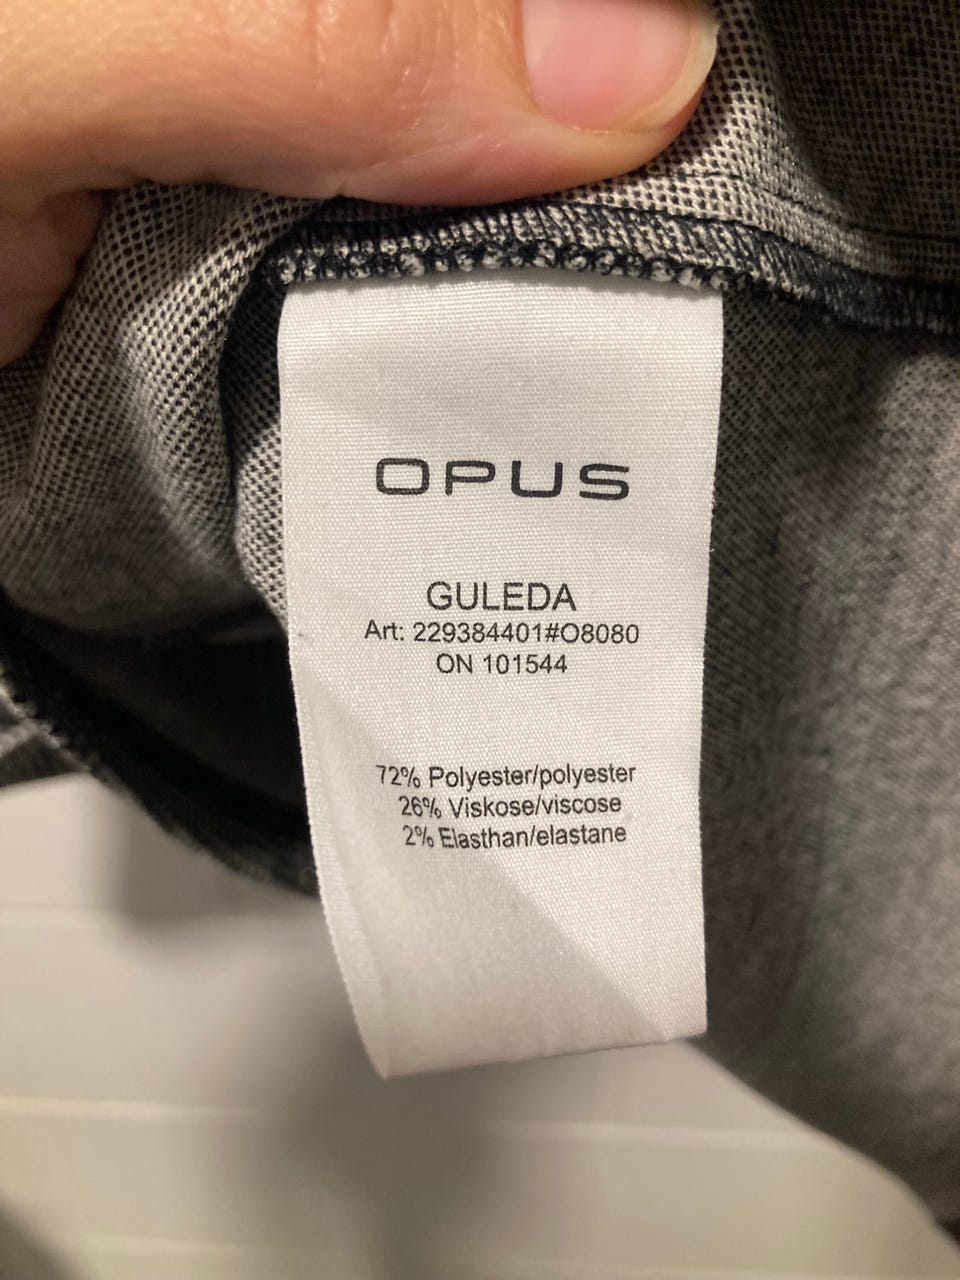 OPUS
GULEDA
Art: 229384401#O8080
ON 101544
72% Polyester/polyester
26% Viskose/viscose
2% Elasthan/elastane